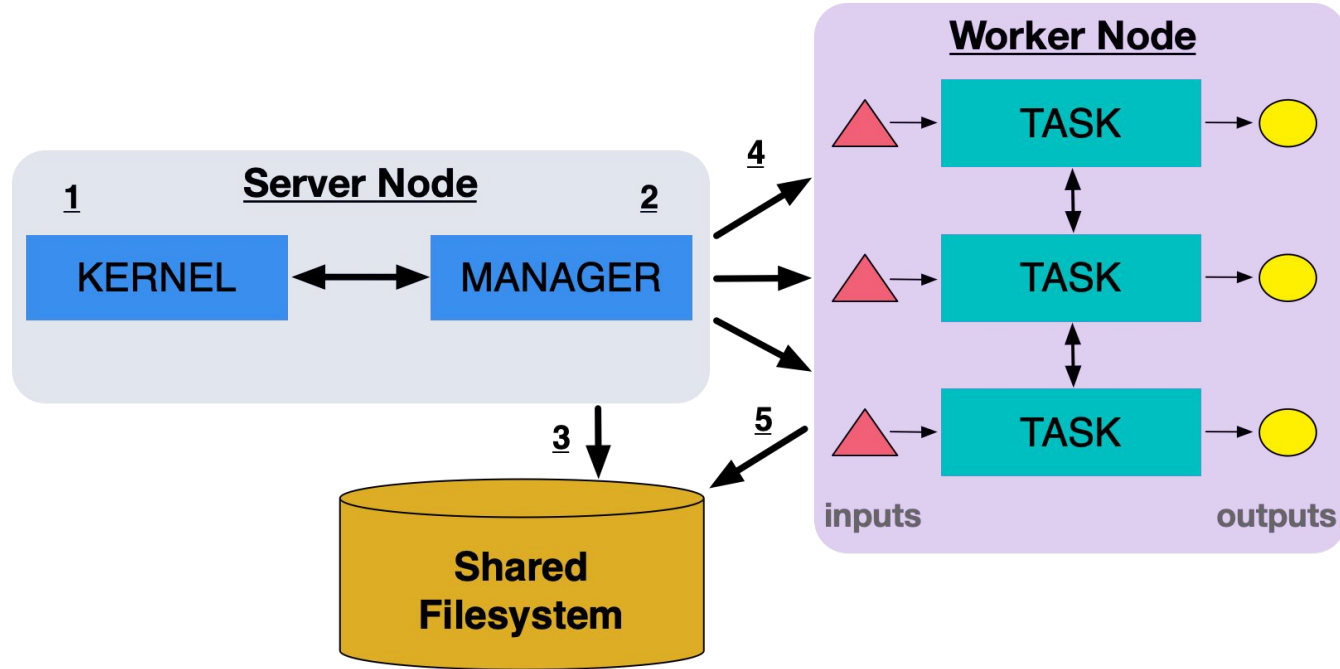 Server Node
1
2
KERNEL
MANAGER
3
4
5
Shared
Filesystem
Worker Node
TASK
TASK
TASK
inputs
outputs